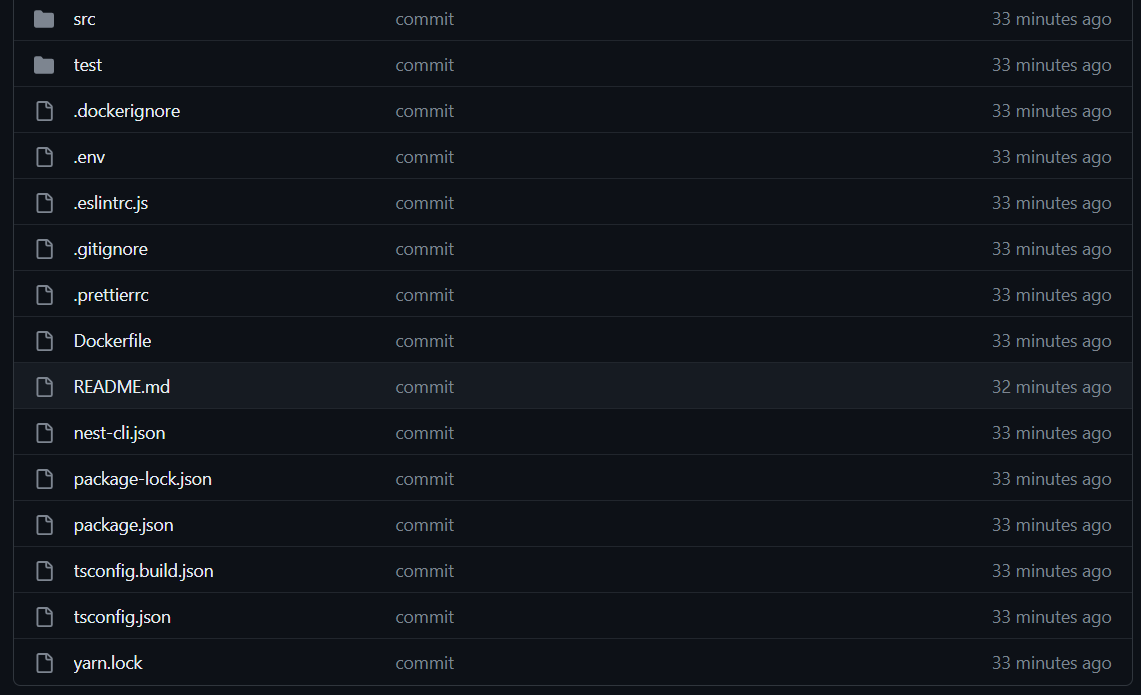 src commit 33 minutes ago
test commit 33 minutes ago
.dockerignore commit 33 minutes ago
.env commit 33 minutes ago
.eslintrc.js commit 33 minutes ago
.gitignore commit 33 minutes ago
.prettierrc commit 33 minutes ago
Dockerfile commit 33 minutes ago
README.md commit 32 minutes ago
nest-cli.json commit 33 minutes ago
package-lock.json commit 33 minutes ago
package.json commit 33 minutes ago
tsconfig.build.json commit 33 minutes ago
tsconfig.json commit 33 minutes ago
yarn.lock commit 33 minutes ago